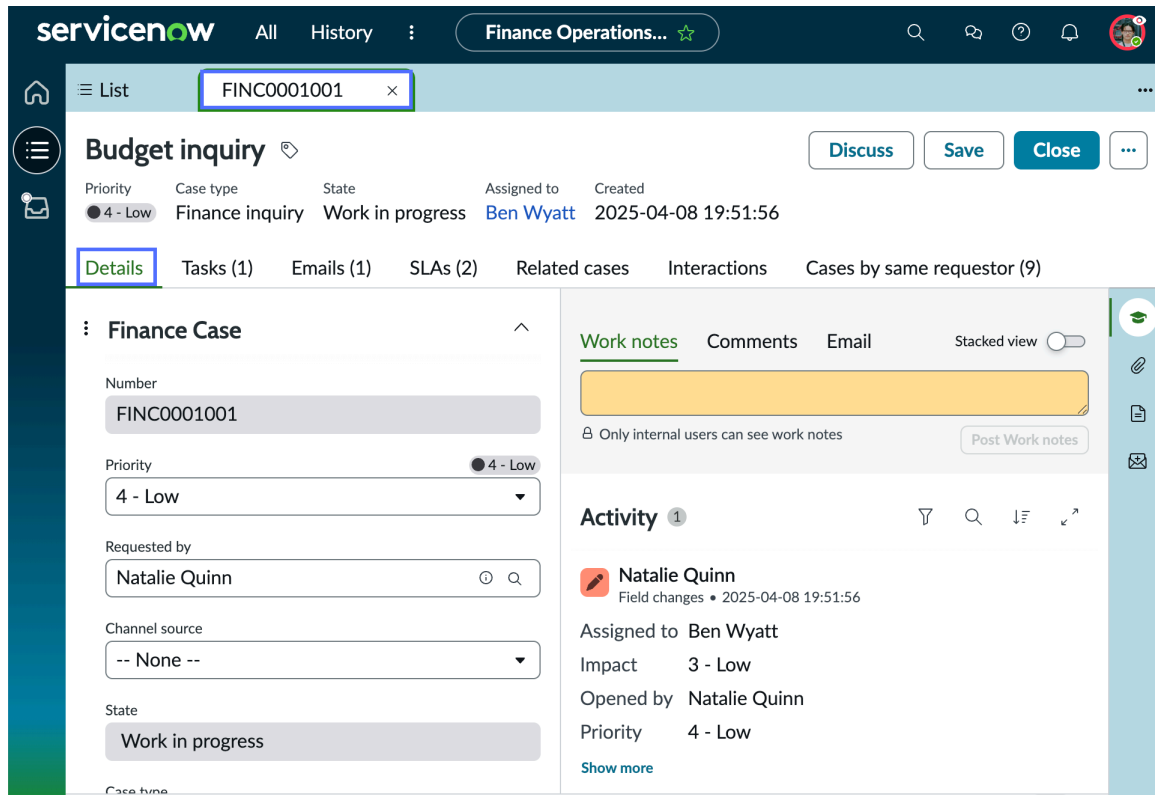 servicenow All History Finance Operations...
List FINC0001001
Budget inquiry Discuss Save Close
Priority Case type State Assigned to Created
4 - Low Finance inquiry Work in progress Ben Wyatt 2025-04-08 19:51:56
Details Tasks (1) Emails (1) SLAs (2) Related cases Interactions Cases by same requestor (9)
Finance Case
Number
FINC0001001
Priority 4 - Low
4 - Low
Requested by
Natalie Quinn
Channel source
-- None --
State
Work in progress
Case type
Work notes Comments Email Stacked view
Only internal users can see work notes
Post Work notes
Activity 1
Natalie Quinn
Field changes • 2025-04-08 19:51:56
Assigned to Ben Wyatt
Impact 3 - Low
Opened by Natalie Quinn
Priority 4 - Low
Show more